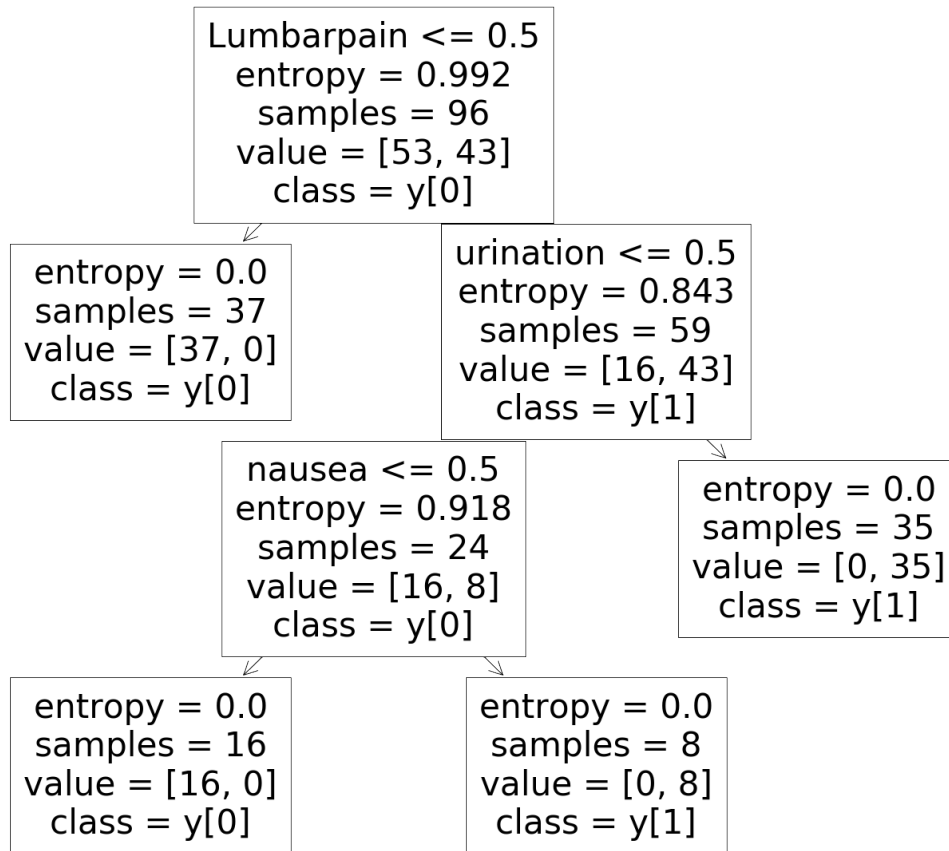 Lumbarpain <= 0.5
entropy = 0.992
samples = 96
value = [53, 43]
class = y[0]
entropy = 0.0
samples = 37
value = [37, 0]
class = y[0]
urination <= 0.5
entropy = 0.843
samples = 59
value = [16, 43]
class = y[1]
nausea <= 0.5
entropy = 0.918
samples = 24
value = [16, 8]
class = y[0]
entropy = 0.0
samples = 35
value = [0, 35]
class = y[1]
entropy = 0.0
samples = 16
value = [16, 0]
class = y[0]
entropy = 0.0
samples = 8
value = [0, 8]
class = y[1]